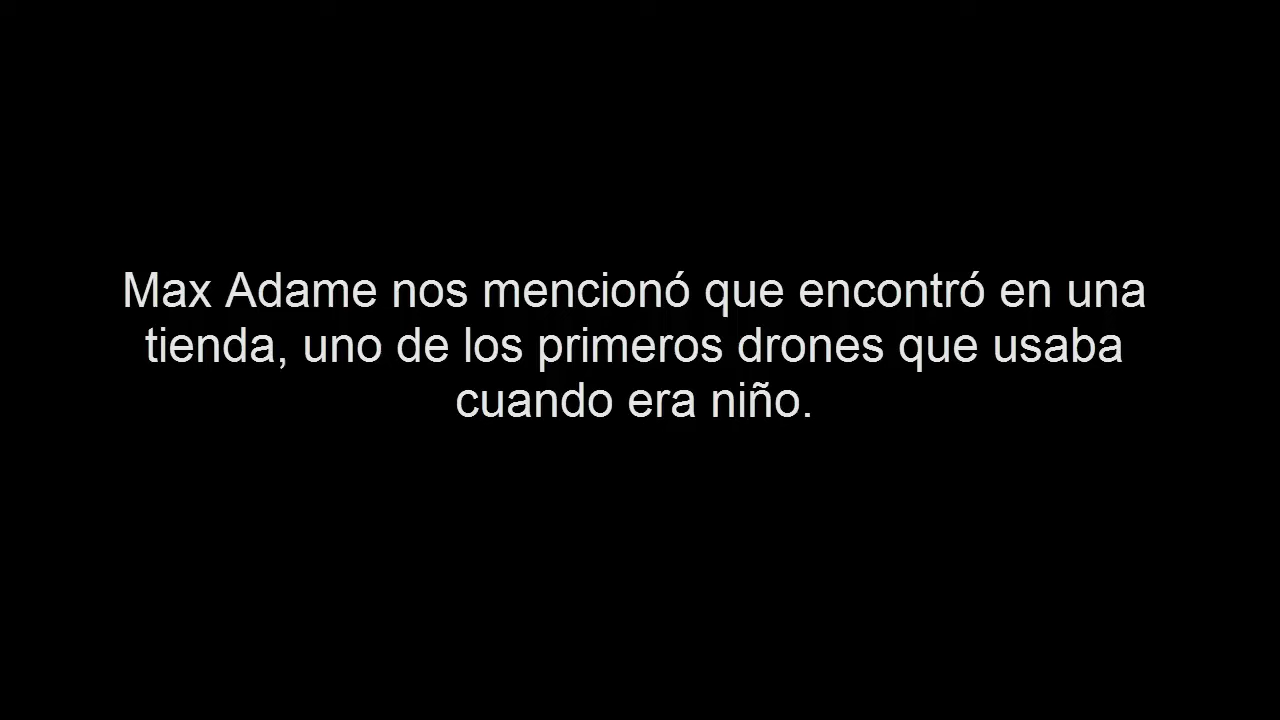 Max Adame nos mencionó que encontró en una
tienda, uno de los primeros drones que usaba
cuando era niño.